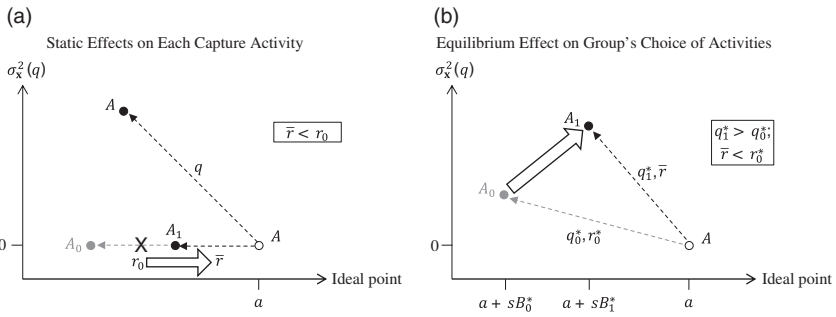 (a)
Static Effects on Each Capture Activity
σ²ₓ(q)
A
r̅ < r₀
q
0
A₀
X
A₁
A
r₀
r̅
Ideal point
a
(b)
Equilibrium Effect on Group's Choice of Activities
σ²ₓ(q)
A₁
q₁* > q₀*;
r̅ < r₀*
A₀
q₁*, r̅
q₀*, r₀*
0
A
Ideal point
a + sB₀*
a + sB₁*
a